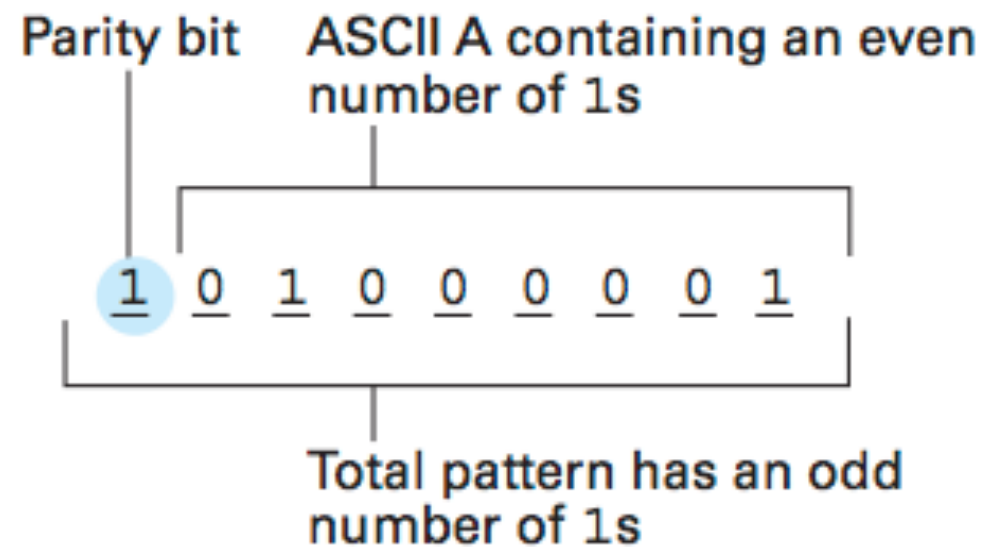 Parity bit
ASCII A containing an even
number of 1s
1 0 1 0 0 0 0 0 1
Total pattern has an odd
number of 1s